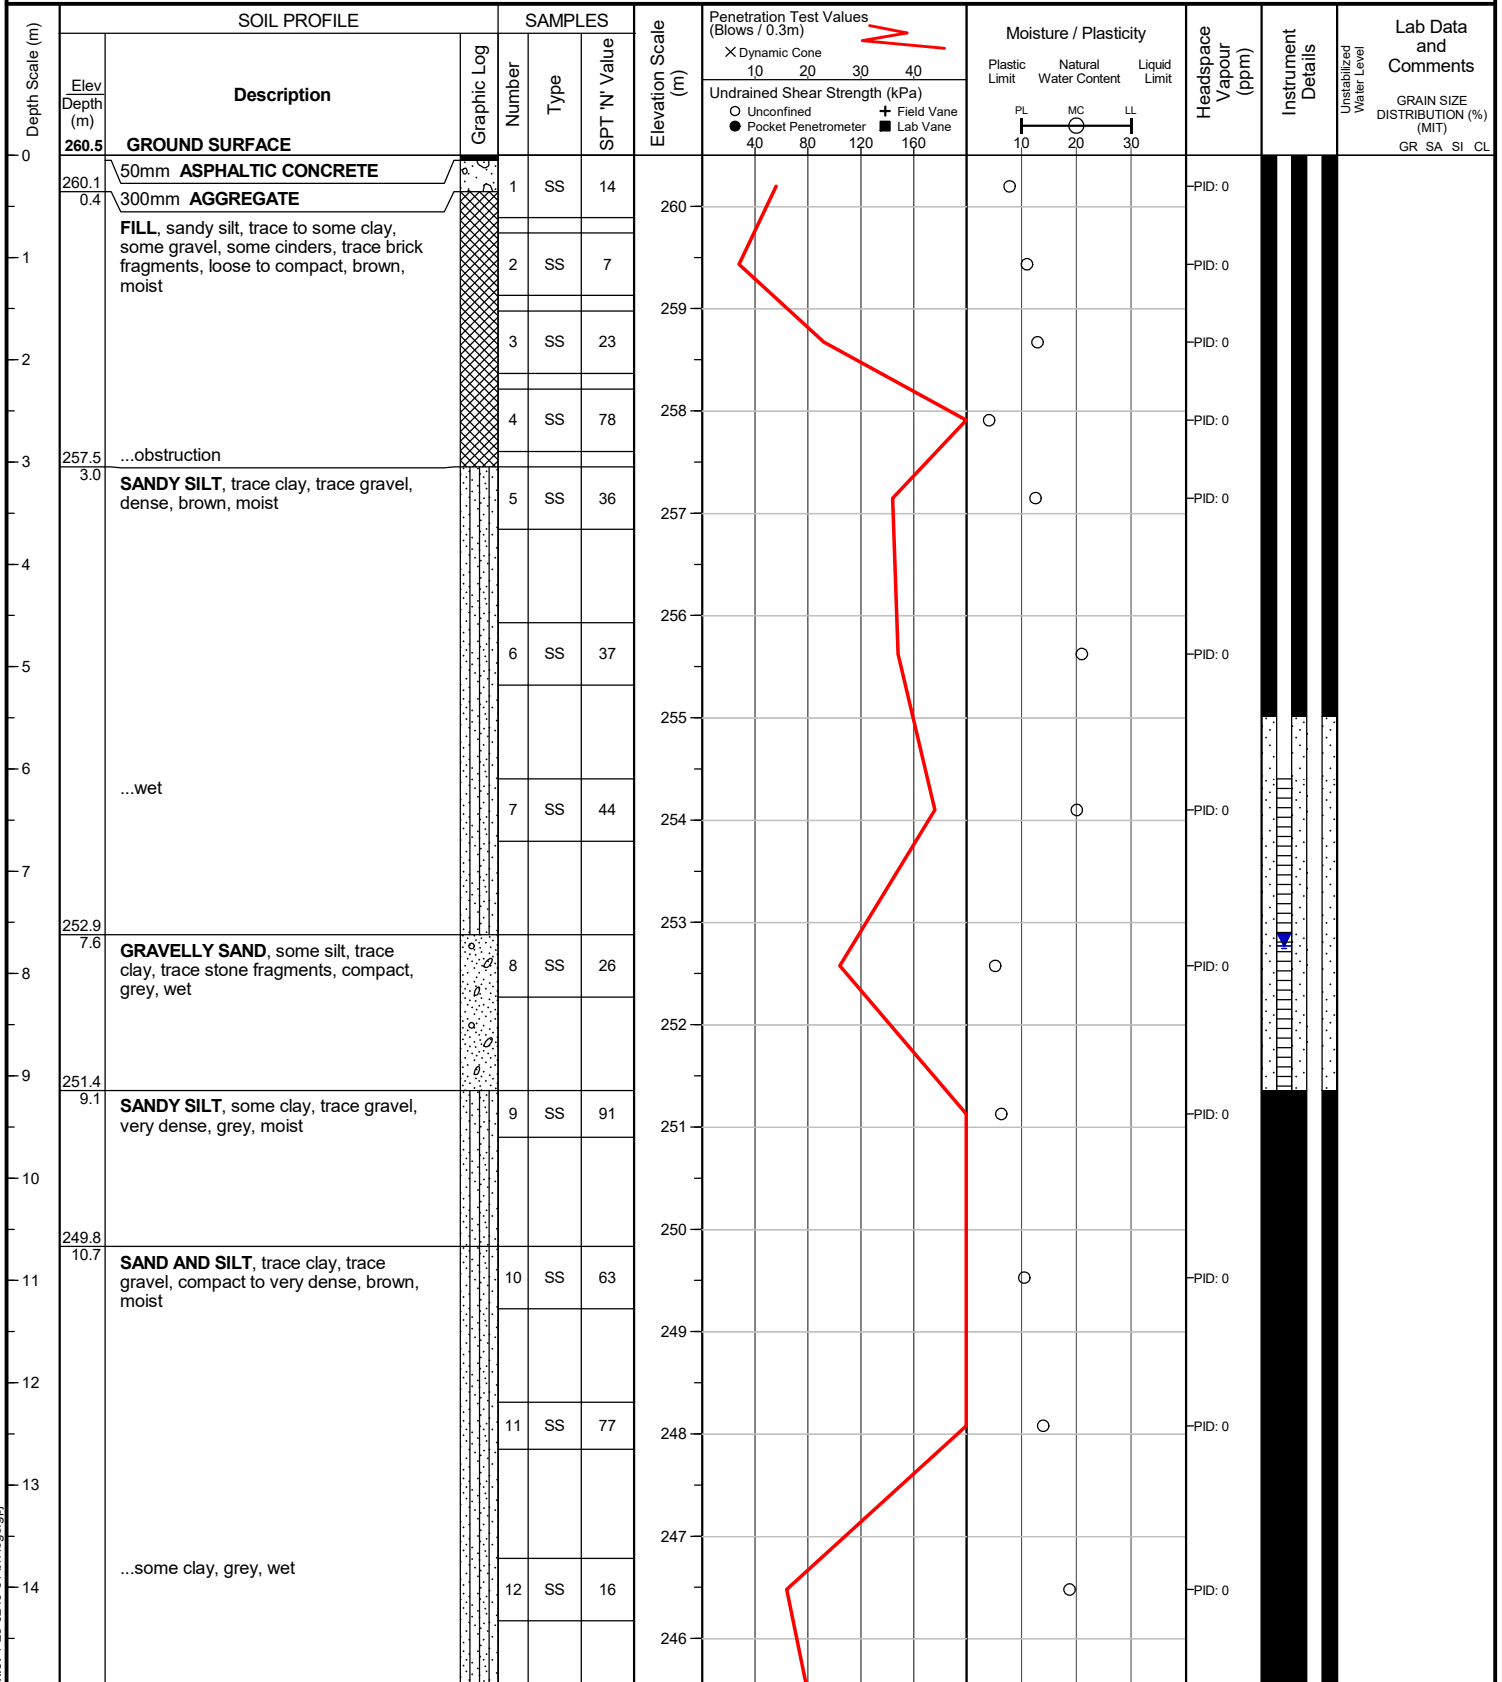 SOIL PROFILE
SAMPLES
Depth Scale (m)
Elev
Depth
(m)
Description
Graphic Log
Number
Type
SPT 'N' Value
Elevation Scale
(m)
Penetration Test Values
(Blows / 0.3m)
X Dynamic Cone
10 20 30 40
Undrained Shear Strength (kPa)
Unconfined
Field Vane
Pocket Penetrometer
Lab Vane
40 80 120 160
Moisture / Plasticity
Plastic
Limit
Natural
Water Content
Liquid
Limit
PL MC LL
10 20 30
Headspace
Vapour
(ppm)
Instrument
Details
Unstabilized
Water Level
Lab Data
and
Comments
GRAIN SIZE
DISTRIBUTION (%)
(MIT)
GR SA SI CL
260.5 GROUND SURFACE
0
50mm ASPHALTIC CONCRETE
260.1
0.4
300mm AGGREGATE
1 SS 14
PID: 0
260
FILL, sandy silt, trace to some clay,
some gravel, some cinders, trace brick
fragments, loose to compact, brown,
moist
1
2 SS 7
PID: 0
259
3 SS 23
PID: 0
2
258
4 SS 78
PID: 0
...obstruction
257.5
3.0
3
SANDY SILT, trace clay, trace gravel,
dense, brown, moist
5 SS 36
PID: 0
257
4
256
6 SS 37
PID: 0
5
255
6
...wet
7 SS 44
PID: 0
254
7
253
252.9
7.6
GRAVELLY SAND, some silt, trace
clay, trace stone fragments, compact,
grey, wet
8 SS 26
PID: 0
8
252
9
251.4
9.1
SANDY SILT, some clay, trace gravel,
very dense, grey, moist
9 SS 91
PID: 0
251
10
250
249.8
10.7
SAND AND SILT, trace clay, trace
gravel, compact to very dense, brown,
moist
10 SS 63
PID: 0
11
249
12
11 SS 77
PID: 0
248
13
247
...some clay, grey, wet
12 SS 16
PID: 0
14
246